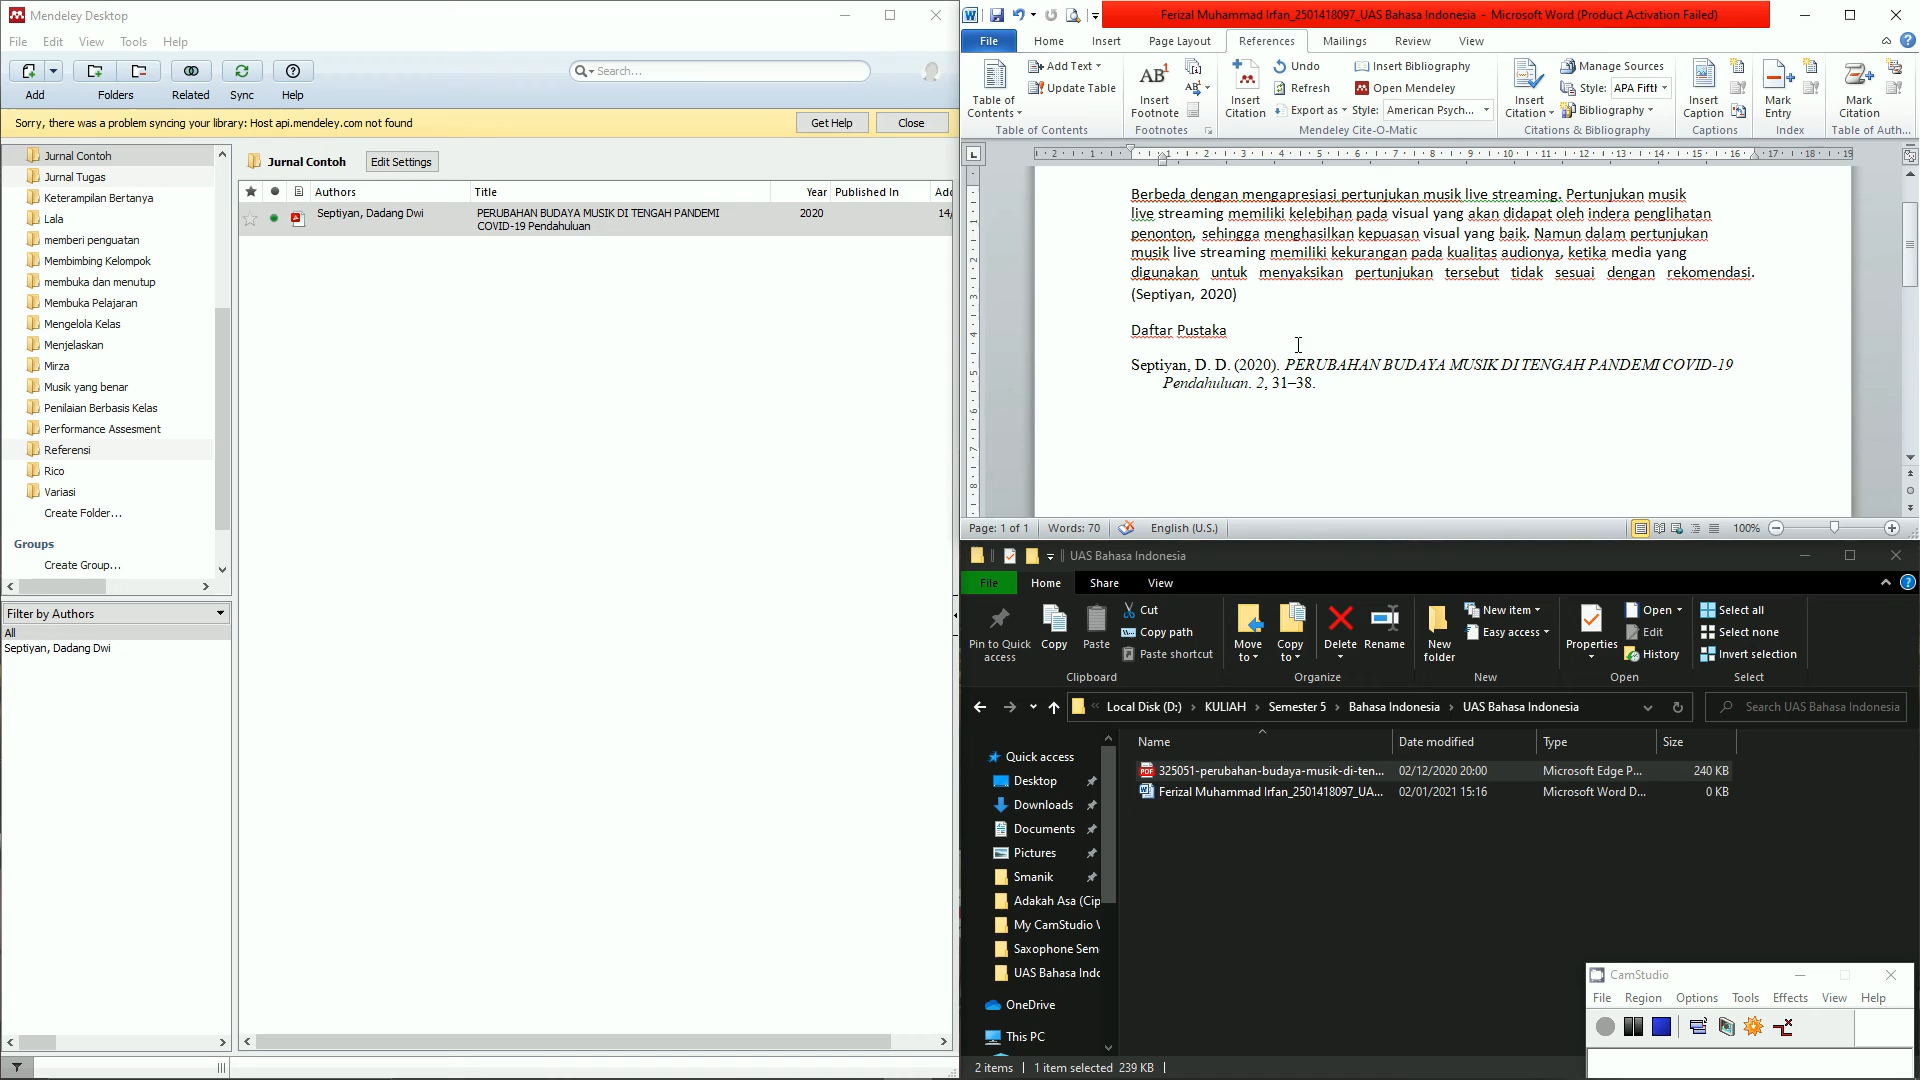 Mendeley Desktop
File Edit View Tools Help
Search...
Add Folders Related Sync Help
Sorry, there was a problem syncing your library: Host api.mendeley.com not found
Get Help Close
Jurnal Contoh
Jurnal Tugas
Keterampilan Bertanya
Lala
memberi penguatan
Membimbing Kelompok
membuka dan menutup
Membuka Pelajaran
Mengelola Kelas
Menjelaskan
Mirza
Musik yang benar
Penilaian Berbasis Kelas
Performance Assesment
Referensi
Rico
Variasi
Create Folder...
Groups
Create Group...
Filter by Authors
All
Septiyan, Dadang Dwi
Jurnal Contoh Edit Settings
Authors Title Year Published In
Septiyan, Dadang Dwi PERUBAHAN BUDAYA MUSIK DI TENGAH PANDEMI 2020
COVID-19 Pendahuluan
Ferizal Muhammad Irfan_2501418097_UAS Bahasa Indonesia - Microsoft Word (Product Activation Failed)
File Home Insert Page Layout References Mailings Review View
Table of Contents
Add Text
Update Table
Table of Contents
AB¹
Insert Footnote
Footnotes
Insert Citation
Undo
Refresh
Export as
Insert Bibliography
Open Mendeley
Style: American Psych...
Mendeley Cite-O-Matic
Insert Citation
Manage Sources
Style: APA Fift
Bibliography
Citations & Bibliography
Insert Caption
Captions
Mark Entry
Index
Mark Citation
Table of Auth...
Berbeda dengan mengapresiasi pertunjukan musik live streaming. Pertunjukan musik
live streaming memiliki kelebihan pada visual yang akan didapat oleh indera penglihatan
penonton, sehingga menghasilkan kepuasan visual yang baik. Namun dalam pertunjukan
musik live streaming memiliki kekurangan pada kualitas audionya, ketika media yang
digunakan untuk menyaksikan pertunjukan tersebut tidak sesuai dengan rekomendasi.
(Septiyan, 2020)
Daftar Pustaka
Septiyan, D. D. (2020). PERUBAHAN BUDAYA MUSIK DI TENGAH PANDEMI COVID-19
Pendahuluan. 2, 31–38.
Page: 1 of 1 Words: 70 English (U.S.) 100%
UAS Bahasa Indonesia
File Home Share View
Pin to Quick access
Copy
Paste
Cut
Copy path
Paste shortcut
Clipboard
Move to
Copy to
Delete
Rename
Organize
New folder
New item
Easy access
New
Properties
Open
Edit
History
Open
Select all
Select none
Invert selection
Select
Local Disk (D:) › KULIAH › Semester 5 › Bahasa Indonesia › UAS Bahasa Indonesia
Search UAS Bahasa Indonesia
Quick access
Desktop
Downloads
Documents
Pictures
Smanik
Adakah Asa (Cip
My CamStudio V
Saxophone Sem
UAS Bahasa Indo
OneDrive
This PC
Name Date modified Type Size
325051-perubahan-budaya-musik-di-ten... 02/12/2020 20:00 Microsoft Edge P... 240 KB
Ferizal Muhammad Irfan_2501418097_UA... 02/01/2021 15:16 Microsoft Word D... 0 KB
2 items 1 item selected 239 KB
CamStudio
File Region Options Tools Effects View Help